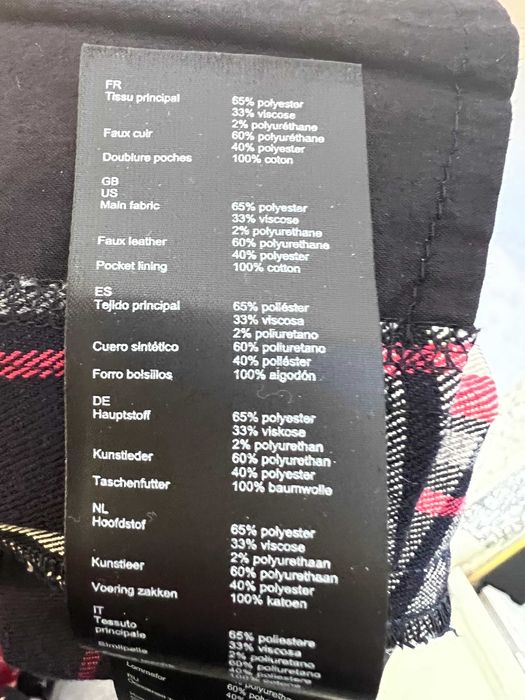 FR
Tissu principal 65% polyester
33% viscose
2% polyuréthane
Faux cuir 60% polyuréthane
40% polyester
Doublure poches 100% coton
GB
US
Main fabric 65% polyester
33% viscose
2% polyurethane
Faux leather 60% polyurethane
40% polyester
Pocket lining 100% cotton
ES
Tejido principal 65% poliéster
33% viscosa
2% poliuretano
Cuero sintético 60% poliuretano
40% poliéster
Forro bolsillos 100% algodón
DE
Hauptstoff 65% polyester
33% viskose
2% polyurethan
Kunstleder 60% polyurethan
40% polyester
Taschenfutter 100% baumwolle
NL
Hoofdstof 65% polyester
33% viscose
2% polyurethaan
Kunstleer 60% polyurethaan
40% polyester
Voering zakken 100% katoen
IT
Tessuto
principale 65% poliestere
33% viscosa
2% poliuretano
Similpelle 60% poliuretano
40% poliestere